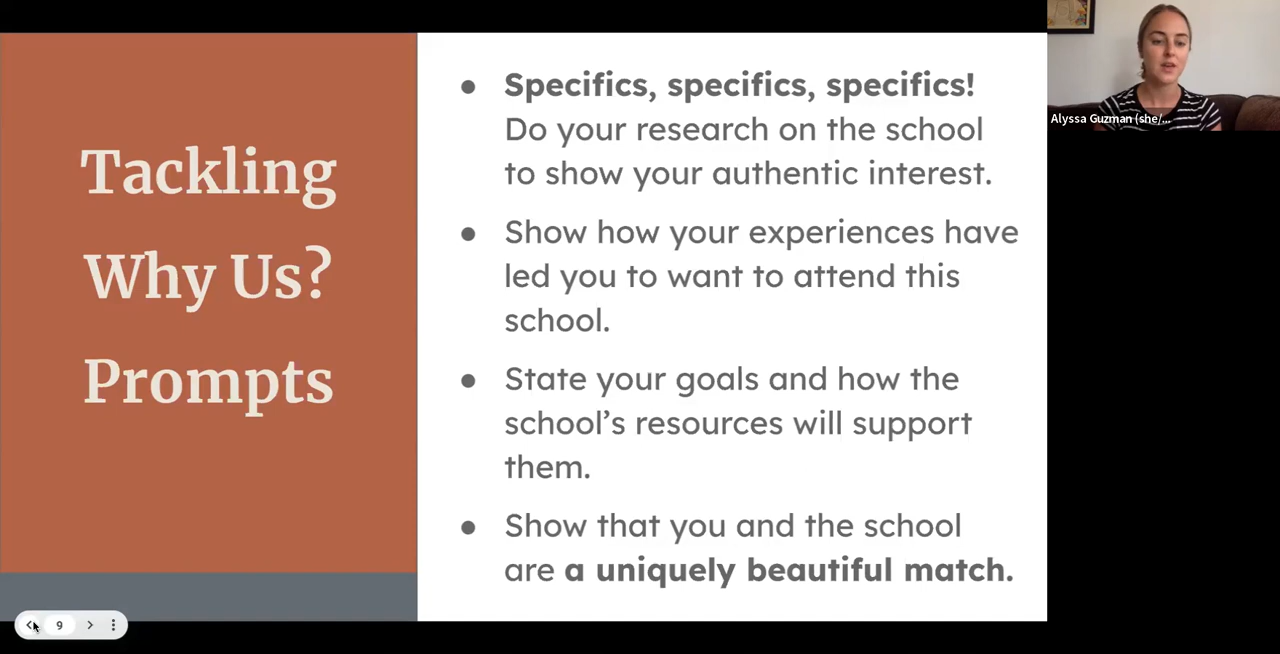 Tackling
Why Us?
Prompts
Specifics, specifics, specifics!
Do your research on the school
to show your authentic interest.
Show how your experiences have
led you to want to attend this
school.
State your goals and how the
school’s resources will support
them.
Show that you and the school
are a uniquely beautiful match.
Alyssa Guzman (she/...
9